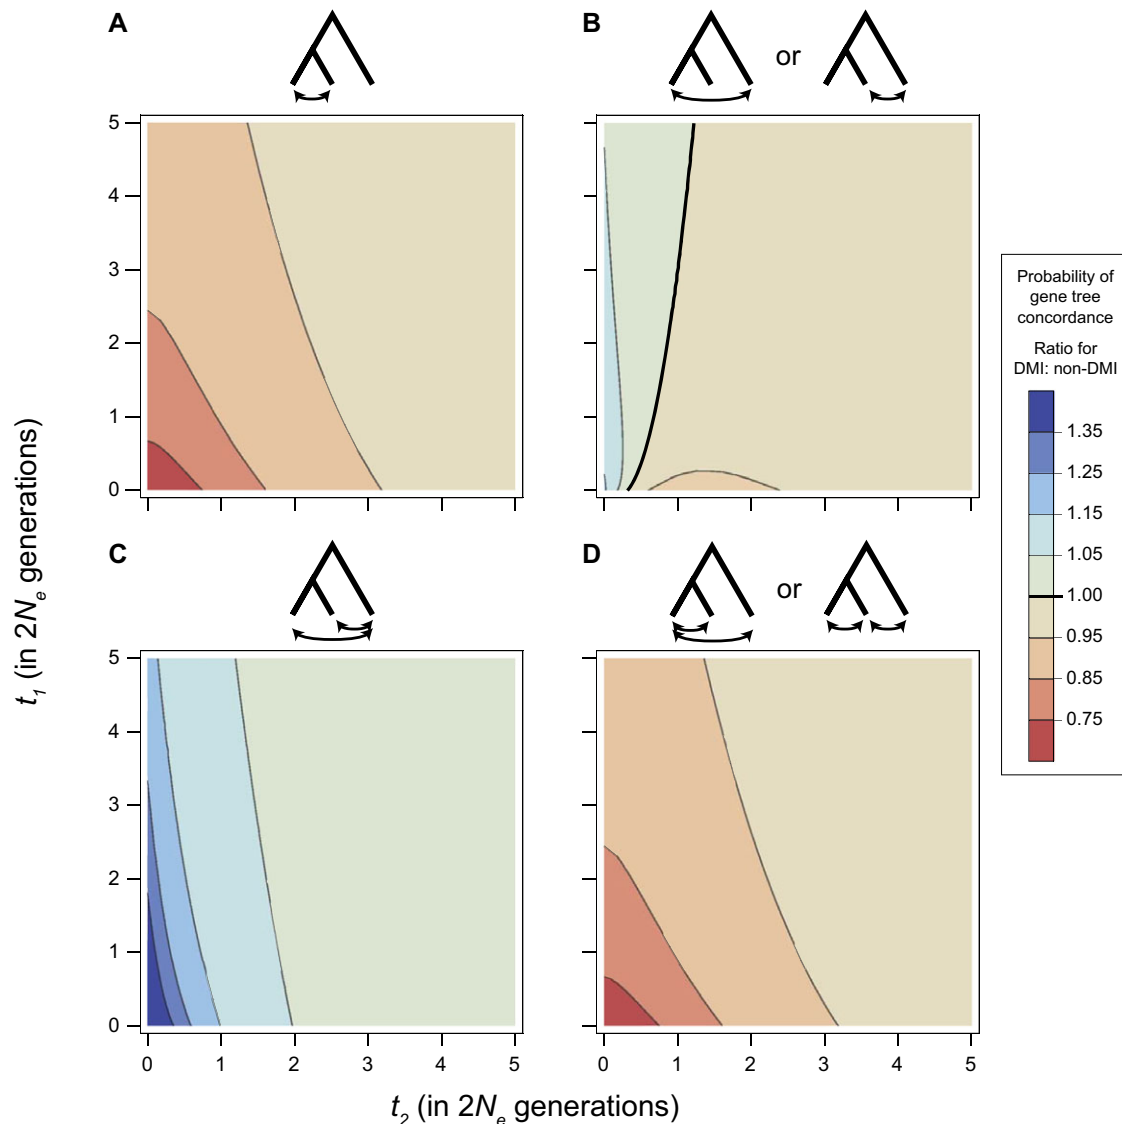 A
B
or
5
4
3
2
1
0
Probability of
gene tree
concordance
Ratio for
DMI: non-DMI
1.35
1.25
1.15
1.05
1.00
0.95
0.85
0.75
C
D
or
5
4
3
2
1
0
0 1 2 3 4 5
0 1 2 3 4 5
t1 (in 2Ne generations)
t2 (in 2Ne generations)